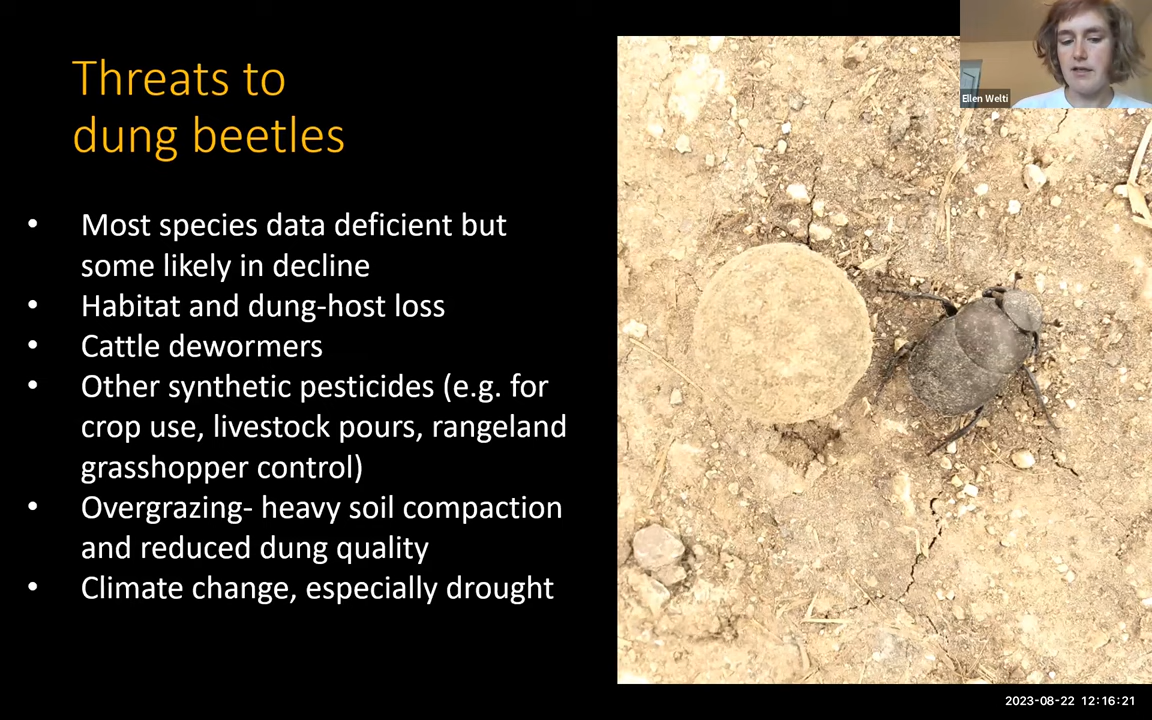 Threats to
dung beetles
• Most species data deficient but
some likely in decline
• Habitat and dung-host loss
• Cattle dewormers
• Other synthetic pesticides (e.g. for
crop use, livestock pours, rangeland
grasshopper control)
• Overgrazing- heavy soil compaction
and reduced dung quality
• Climate change, especially drought
Ellen Welti
2023-08-22 12:16:21